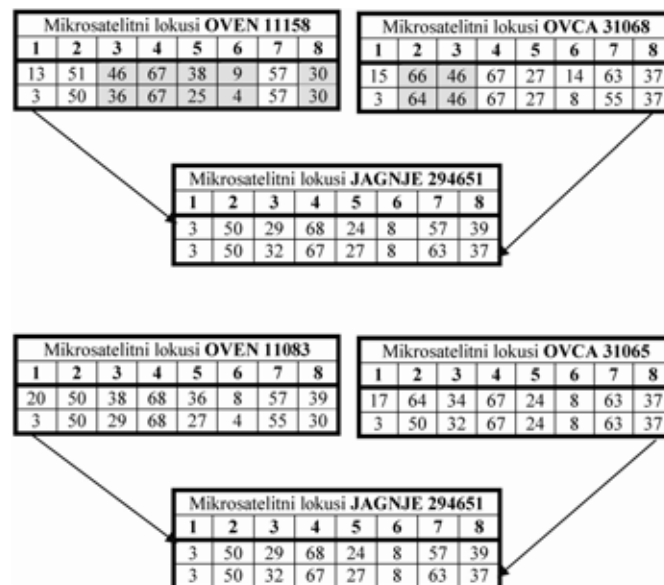 Mikrosatelitni lokusi OVEN 11158
1 2 3 4 5 6 7 8
13 51 46 67 38 9 57 30
3 50 36 67 25 4 57 30
Mikrosatelitni lokusi OVCA 31068
1 2 3 4 5 6 7 8
15 66 46 67 27 14 63 37
3 64 46 67 27 8 55 37
Mikrosatelitni lokusi JAGNJE 294651
1 2 3 4 5 6 7 8
3 50 29 68 24 8 57 39
3 50 32 67 27 8 63 37
Mikrosatelitni lokusi OVEN 11083
1 2 3 4 5 6 7 8
20 50 38 68 36 8 57 39
3 50 29 68 27 4 55 30
Mikrosatelitni lokusi OVCA 31065
1 2 3 4 5 6 7 8
17 64 34 67 24 8 63 37
3 50 32 67 24 8 63 37
Mikrosatelitni lokusi JAGNJE 294651
1 2 3 4 5 6 7 8
3 50 29 68 24 8 57 39
3 50 32 67 27 8 63 37